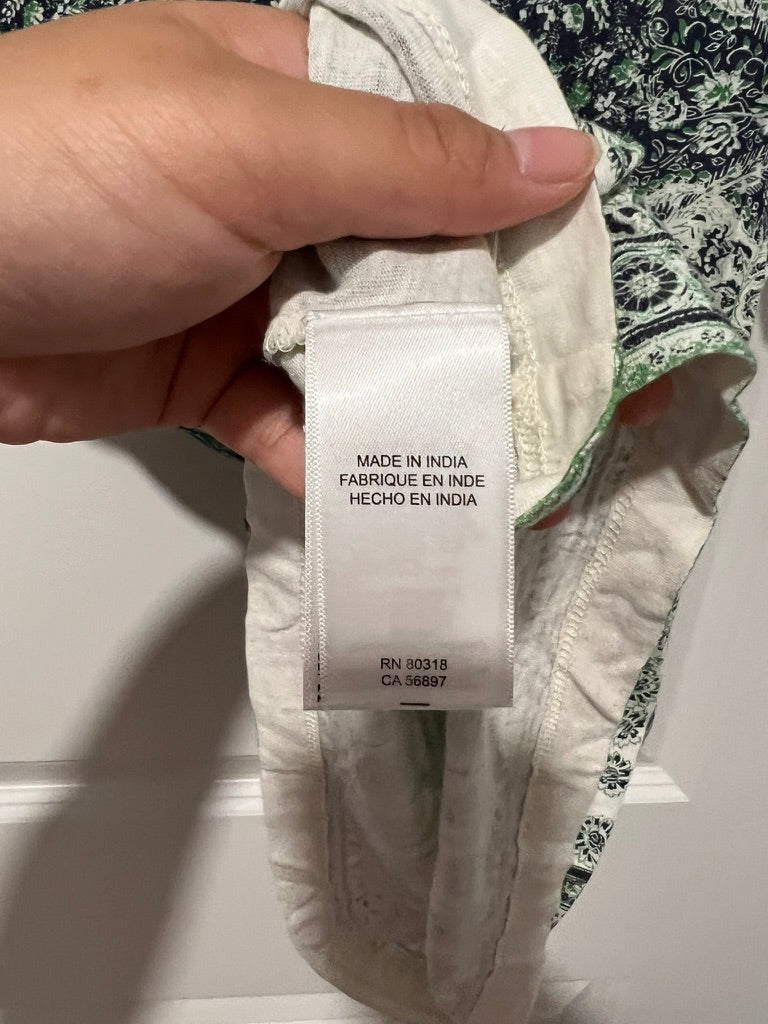 MADE IN INDIA
FABRIQUE EN INDE
HECHO EN INDIA
RN 80318
CA 56897